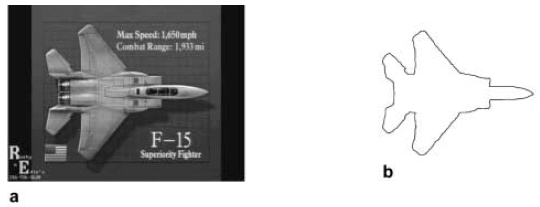 Max Speed: 1,650mph
Combat Range: 1,933 mi
F-15
Superiority Fighter
a
b